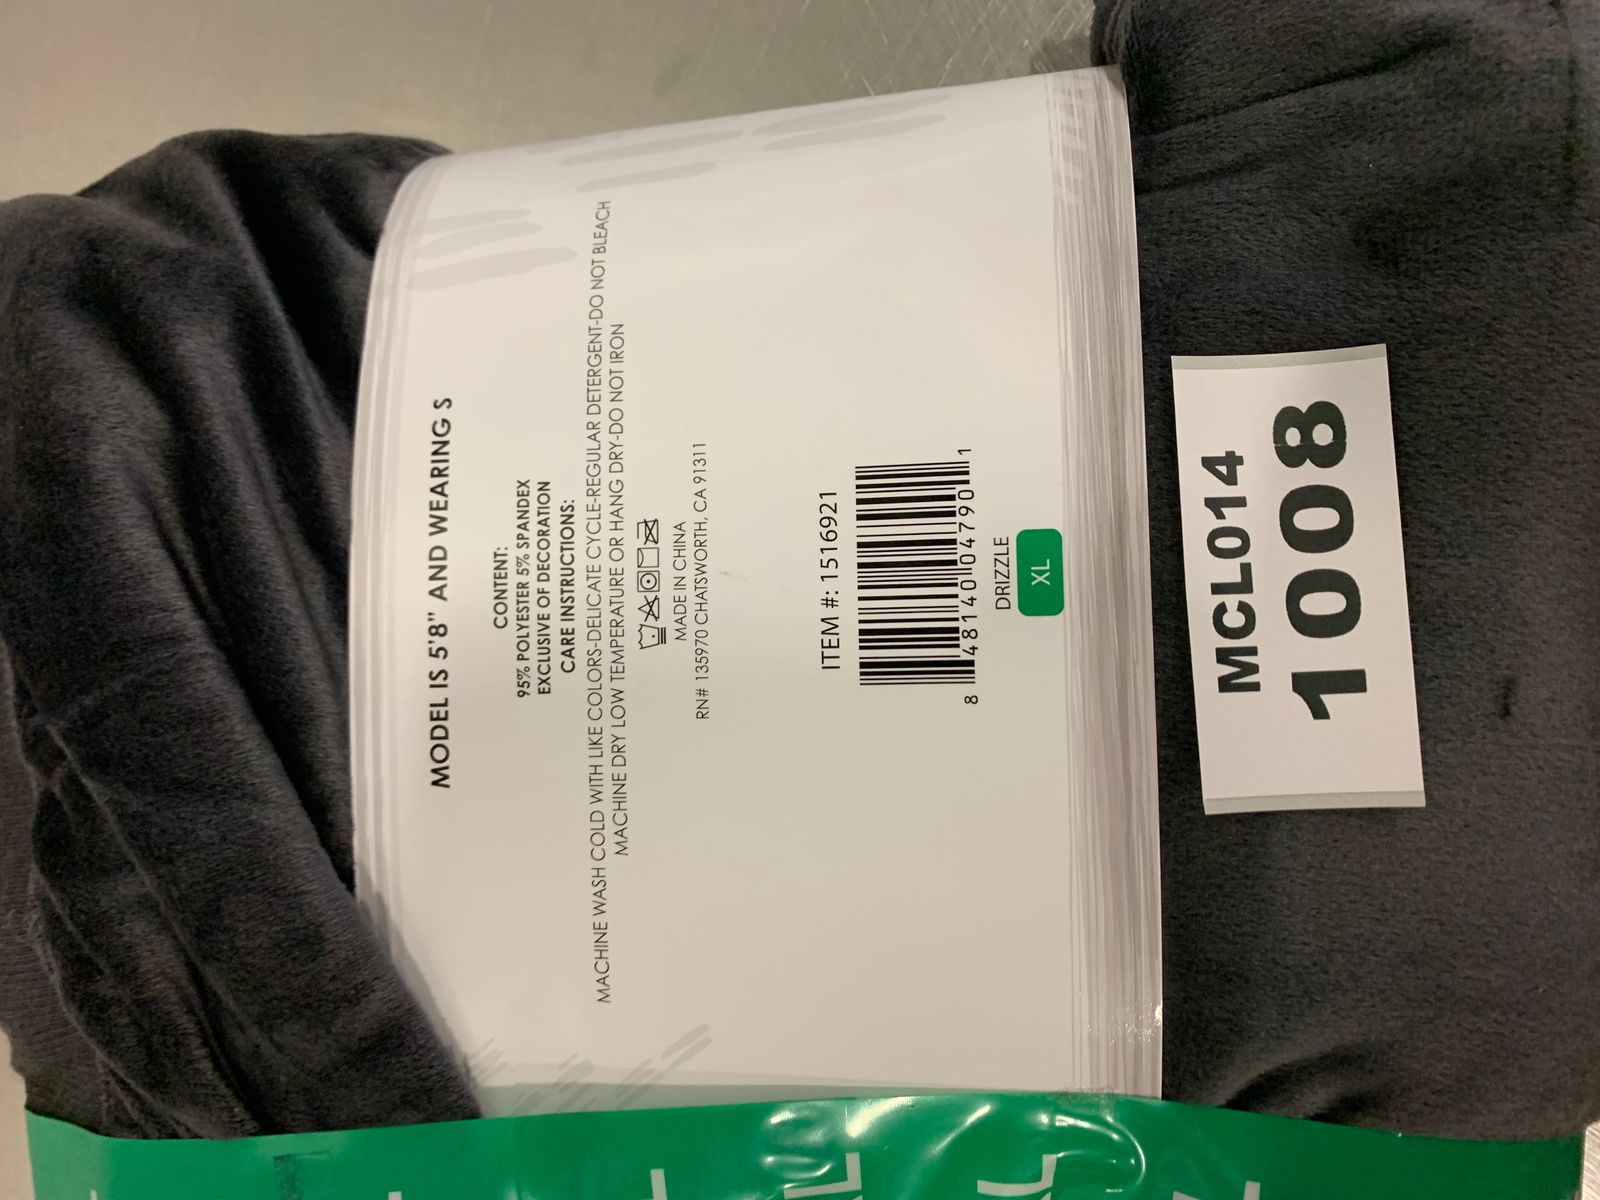 MODEL IS 5'8" AND WEARING S
CONTENT:
95% POLYESTER 5% SPANDEX
EXCLUSIVE OF DECORATION
CARE INSTRUCTIONS:
MACHINE WASH COLD WITH LIKE COLORS-DELICATE CYCLE-REGULAR DETERGENT-DO NOT BLEACH
MACHINE DRY LOW TEMPERATURE OR HANG DRY-DO NOT IRON
MADE IN CHINA
RN# 135970 CHATSWORTH, CA 91311
ITEM #: 1516921
8 48140 04790 1
DRIZZLE
XL
MCL014
1008